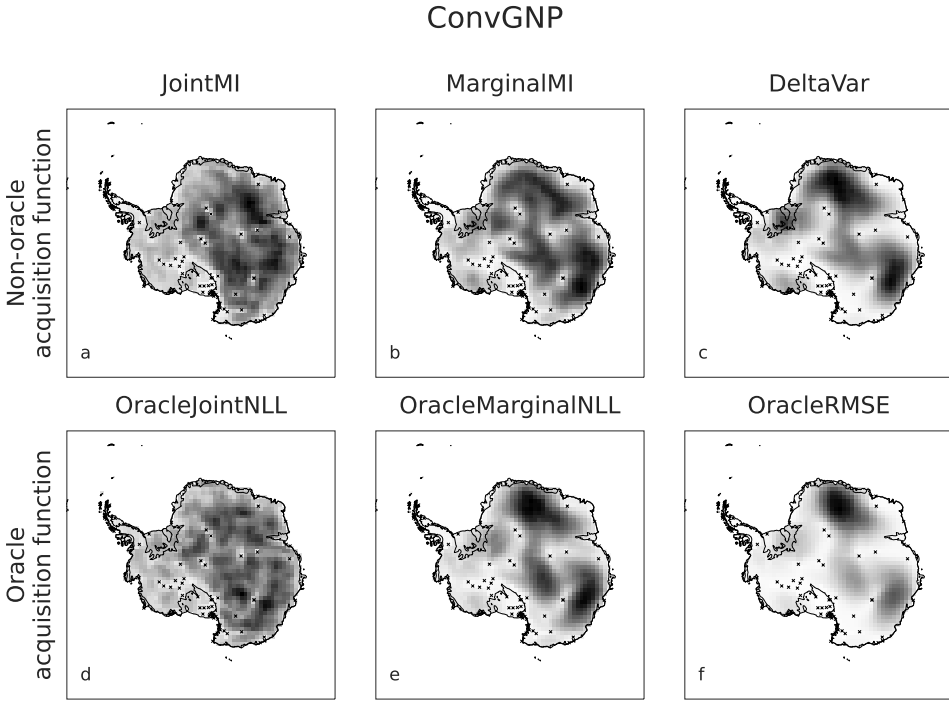 ConvGNP
JointMI
MarginalMI
DeltaVar
Non-oracle
acquisition function
a
b
c
OracleJointNLL
OracleMarginalNLL
OracleRMSE
Oracle
acquisition function
d
e
f